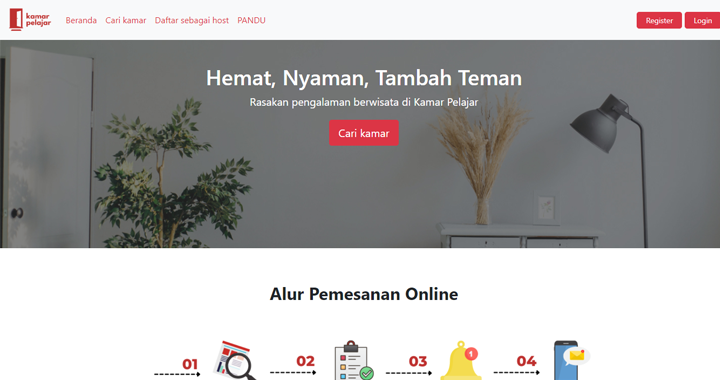 kamar
pelajar
Beranda Cari kamar Daftar sebagai host PANDU
Register Login
Hemat, Nyaman, Tambah Teman
Rasakan pengalaman berwisata di Kamar Pelajar
Cari kamar
Alur Pemesanan Online
01 02 03 04
1